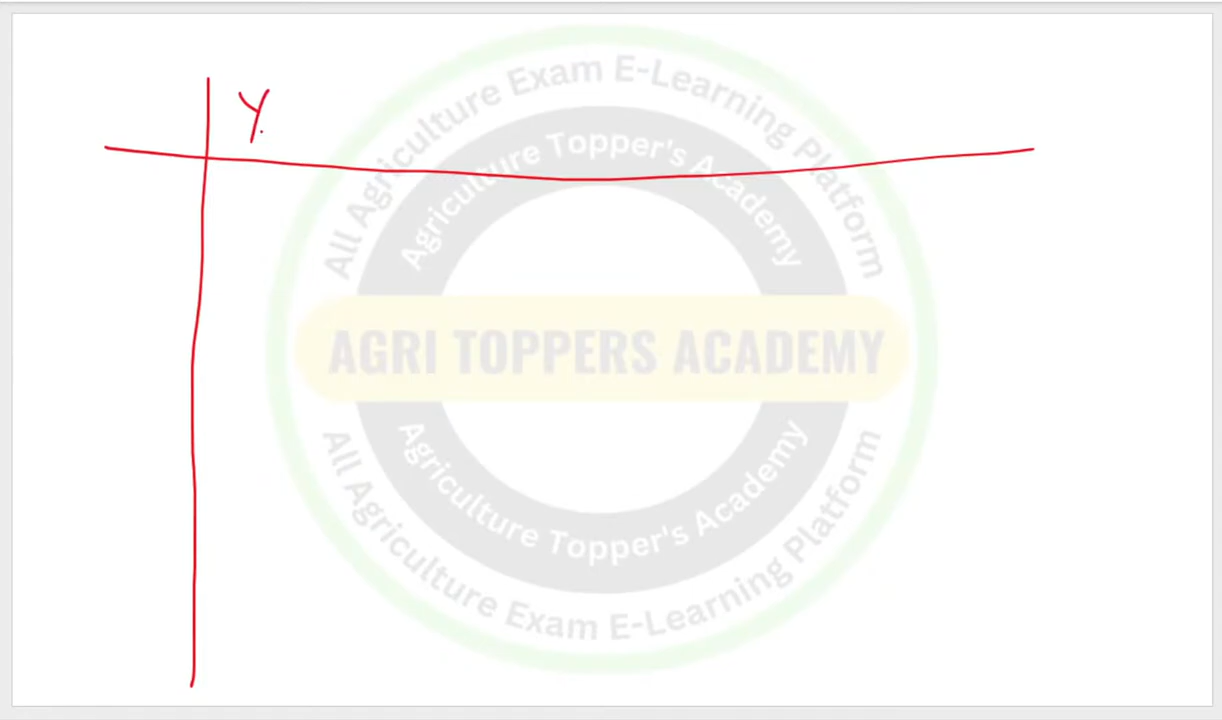 Y
All Agriculture Exam E-Learning Platform
Agriculture Topper's Academy
AGRI TOPPERS ACADEMY
Agriculture Topper's Academy
All Agriculture Exam E-Learning Platform